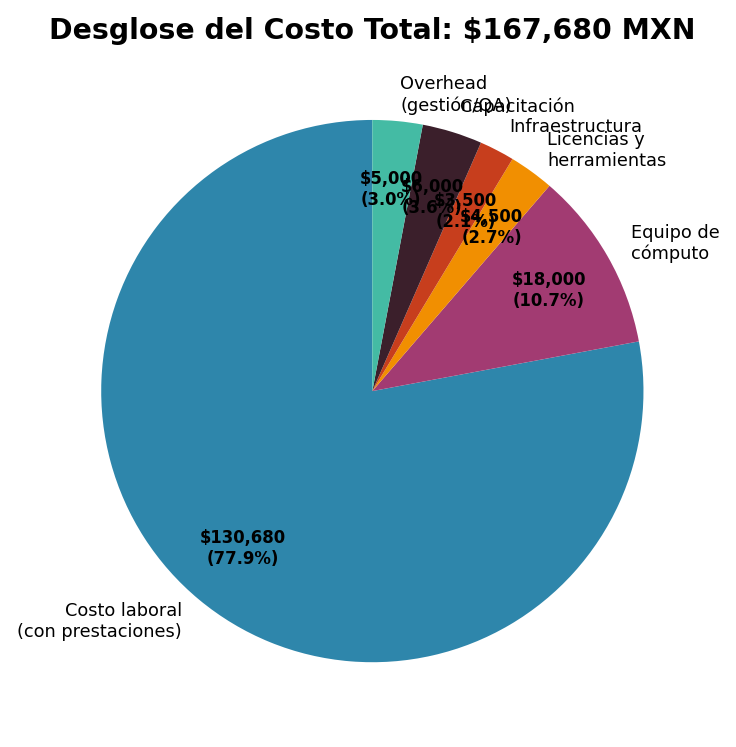 Desglose del Costo Total: $167,680 MXN
Overhead
(gestión/QA)
Capacitación
Infraestructura
Licencias y
herramientas
Equipo de
cómputo
$5,000
(3.0%)
$6,000
(3.6%)
$3,500
(2.1%)
$4,500
(2.7%)
$18,000
(10.7%)
$130,680
(77.9%)
Costo laboral
(con prestaciones)